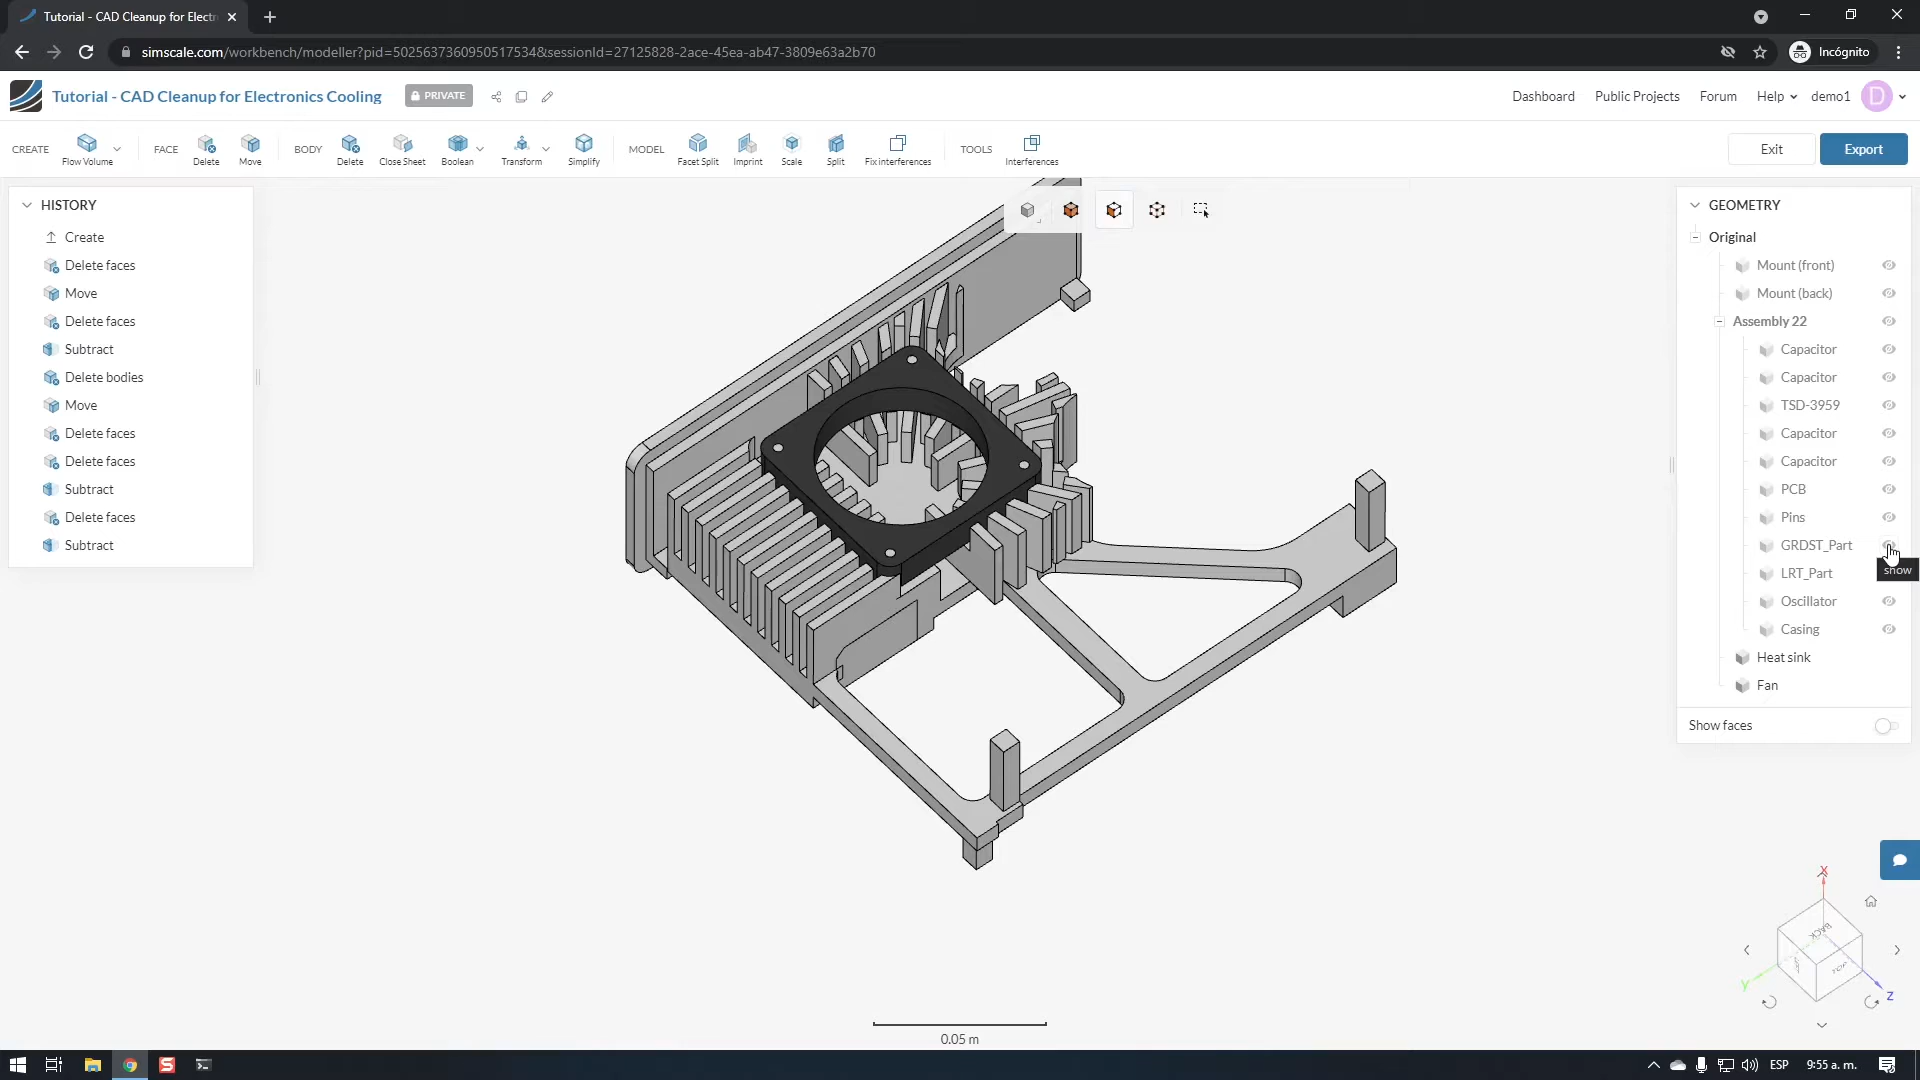 Tutorial - CAD Cleanup for Electr
simscale.com/workbench/modeller?pid=5025637360950517534&sessionId=27125828-2ace-45ea-ab47-3809e63a2b70
Incógnito
Tutorial - CAD Cleanup for Electronics Cooling
PRIVATE
Dashboard
Public Projects
Forum
Help
demo1
D
CREATE
Flow Volume
FACE
Delete
Move
BODY
Delete
Close Sheet
Boolean
Transform
Simplify
MODEL
Facet Split
Imprint
Scale
Split
Fix interferences
TOOLS
Interferences
Exit
Export
HISTORY
Create
Delete faces
Move
Delete faces
Subtract
Delete bodies
Move
Delete faces
Delete faces
Subtract
Delete faces
Subtract
GEOMETRY
Original
Mount (front)
Mount (back)
Assembly 22
Capacitor
Capacitor
TSD-3959
Capacitor
Capacitor
PCB
Pins
GRDST_Part
LRT_Part
show
Oscillator
Casing
Heat sink
Fan
Show faces
X
BACK
TOP
Y
Z
0.05 m
S
ESP
9:55 a. m.